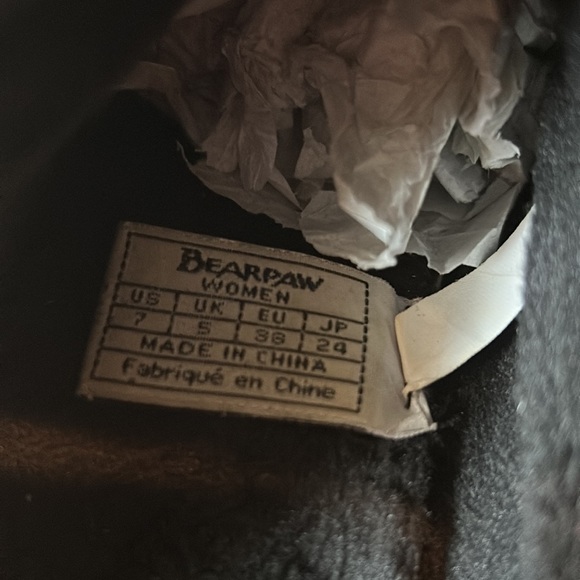 BEARPAW
WOMEN
US UK EU JP
7 5 38 24
MADE IN CHINA
Fabriqué en Chine